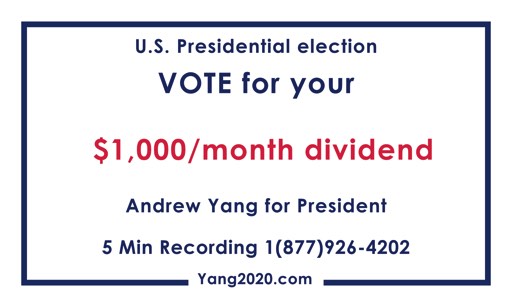 U.S. Presidential election
VOTE for your
$1,000/month dividend
Andrew Yang for President
5 Min Recording 1(877)926-4202
Yang2020.com